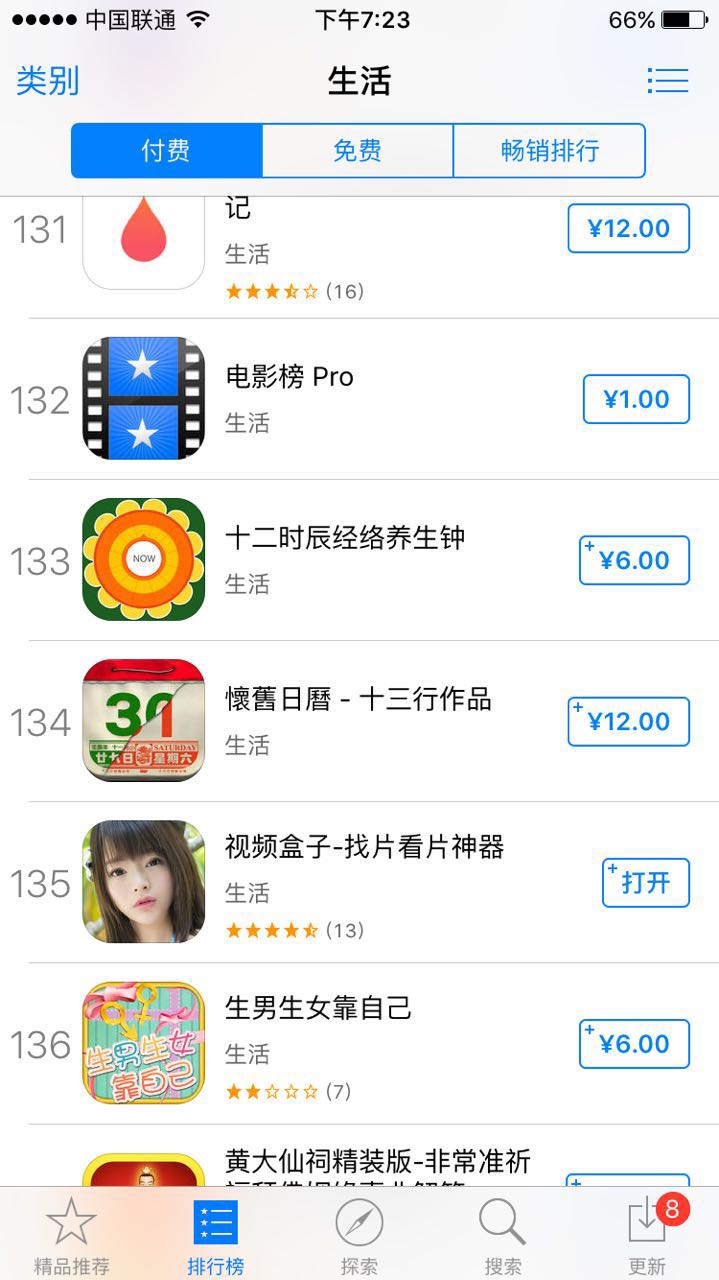 中国联通 下午7:23 66%
类别 生活
付费 免费 畅销排行
131 记 ¥12.00
生活
(16)
132 电影榜 Pro ¥1.00
生活
133 NOW 十二时辰经络养生钟 +¥6.00
生活
134 懷舊日曆 - 十三行作品 +¥12.00
30
SATURDAY
廿六日 星期六
生活
135 视频盒子-找片看片神器 +打开
生活
(13)
136 生男生女靠自己 +¥6.00
生男生女
靠自己
生活
(7)
黄大仙祠精装版-非常准祈
精品推荐 排行榜 探索 搜索 更新 8